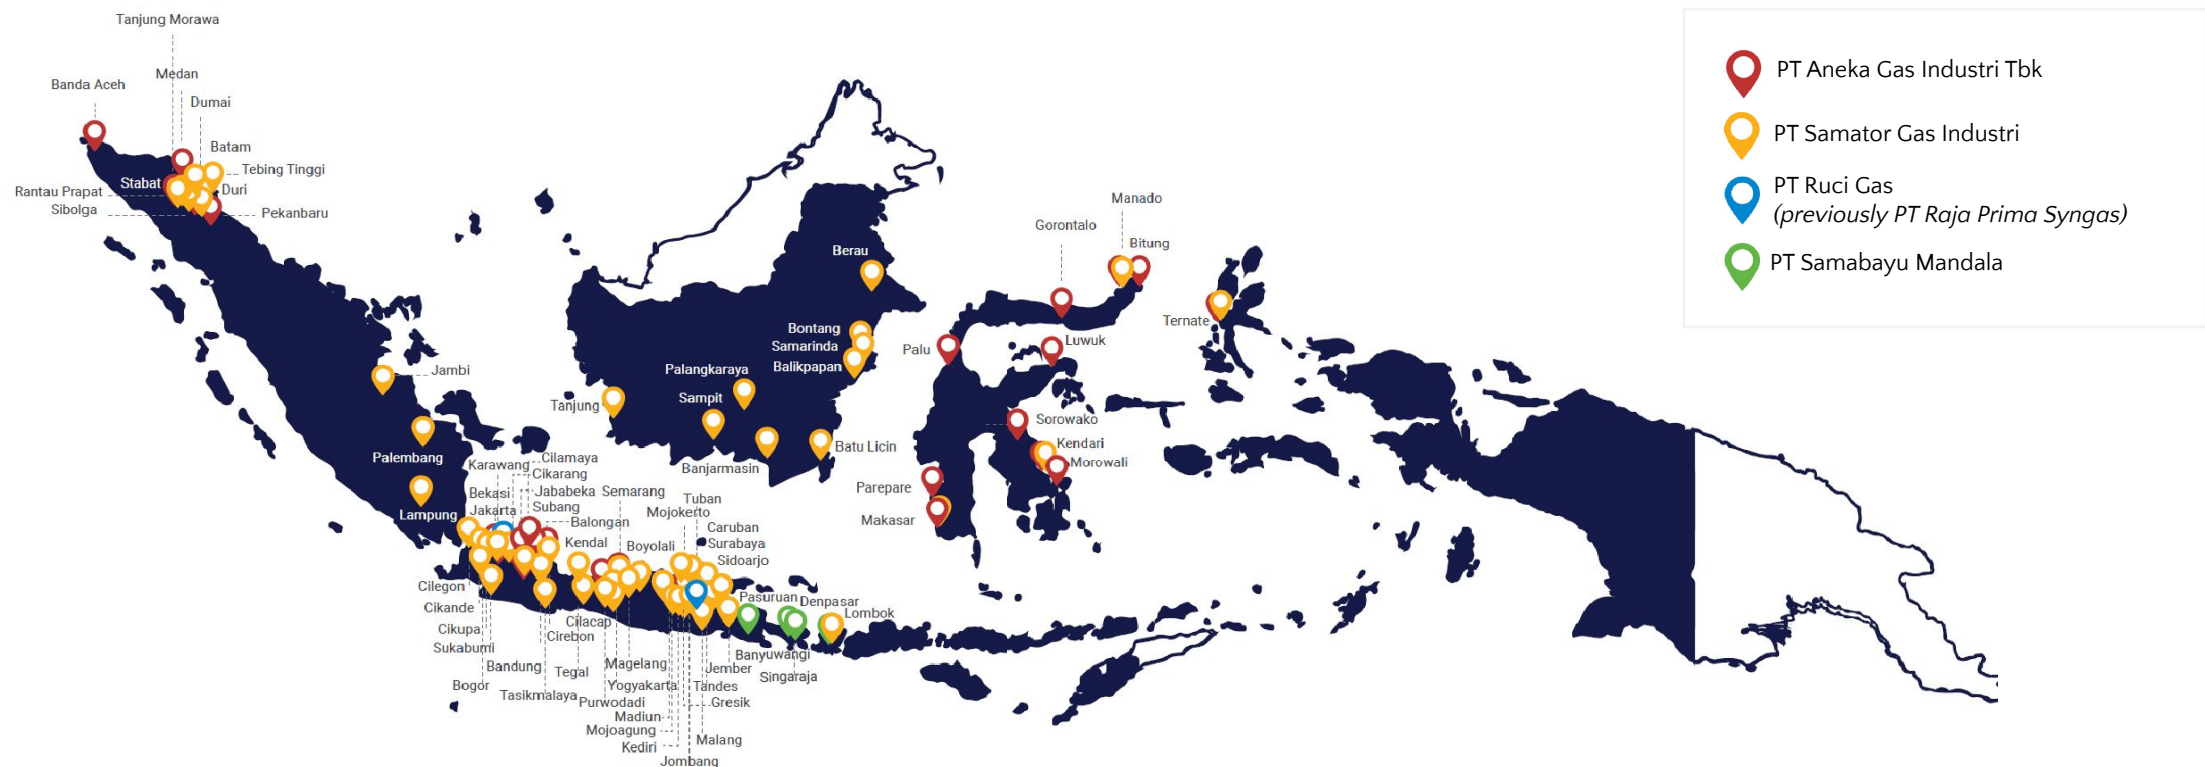 Tanjung Morawa
Medan
Banda Aceh
Dumai
Batam
Tebing Tinggi
Stabat
Duri
Rantau Prapat
Sibolga
Pekanbaru
Jambi
Palembang
Lampung
Berau
Bontang
Samarinda
Balikpapan
Palangkaraya
Sampit
Tanjung
Banjarmasin
Batu Licin
Manado
Gorontalo
Bitung
Ternate
Palu
Luwuk
Sorowako
Kendari
Morowali
Parepare
Makasar
Cilamaya
Karawang
Cikarang
Bekasi
Jababeka
Semarang
Jakarta
Subang
Balongan
Kendal
Boyolali
Tuban
Mojokerto
Caruban
Surabaya
Sidoarjo
Cilegon
Cikande
Cikupa
Sukabumi
Bogor
Bandung
Tasikmalaya
Cirebon
Cilacap
Tegal
Magelang
Yogyakarta
Purwodadi
Madiun
Mojoagung
Kediri
Jombang
Malang
Gresik
Tandes
Jember
Pasuruan
Denpasar
Lombok
Banyuwangi
Singaraja
PT Aneka Gas Industri Tbk
PT Samator Gas Industri
PT Ruci Gas
(previously PT Raja Prima Syngas)
PT Samabayu Mandala